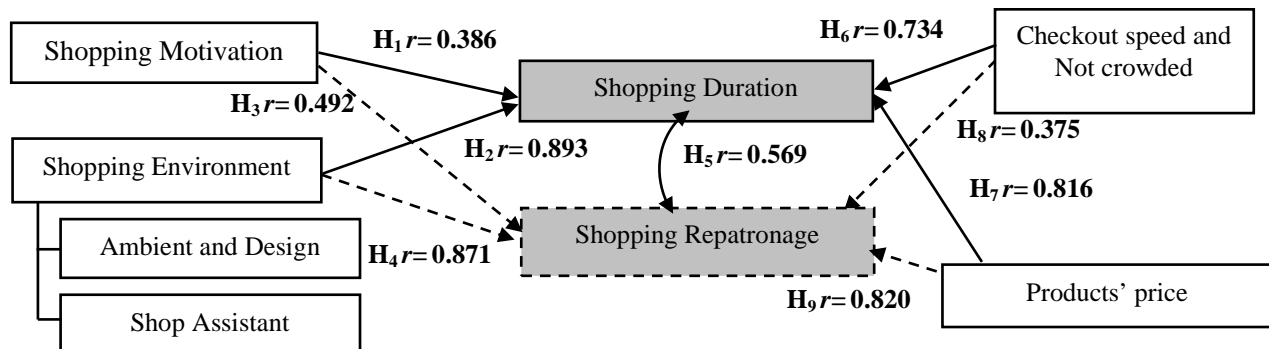 Shopping Motivation
H1 r= 0.386
H6 r= 0.734
Checkout speed and
Not crowded
Shopping Duration
H3 r= 0.492
H8 r= 0.375
Shopping Environment
H2 r= 0.893
H5 r= 0.569
H7 r= 0.816
Ambient and Design
H4 r= 0.871
Shopping Repatronage
H9 r= 0.820
Products’ price
Shop Assistant